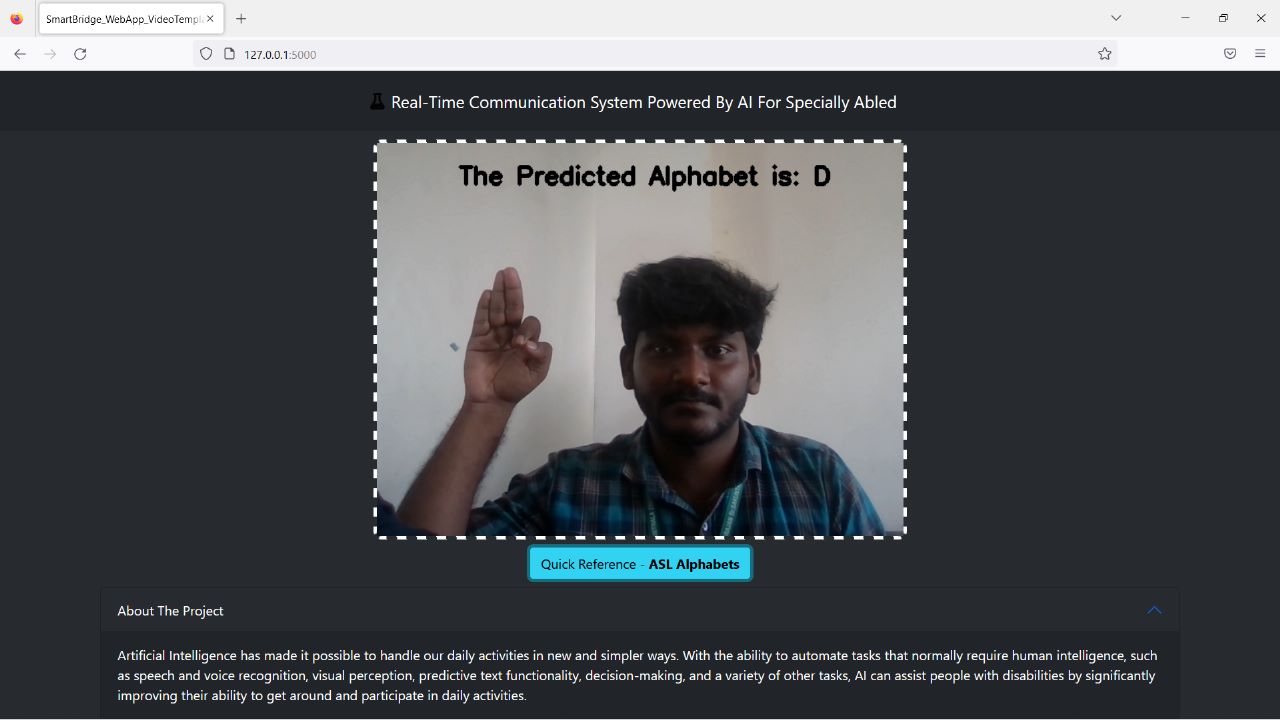 SmartBridge_WebApp_VideoTempl
127.0.0.1:5000
Real-Time Communication System Powered By AI For Specially Abled
The Predicted Alphabet is: D
Quick Reference - ASL Alphabets
About The Project
Artificial Intelligence has made it possible to handle our daily activities in new and simpler ways. With the ability to automate tasks that normally require human intelligence, such
as speech and voice recognition, visual perception, predictive text functionality, decision-making, and a variety of other tasks, AI can assist people with disabilities by significantly
improving their ability to get around and participate in daily activities.